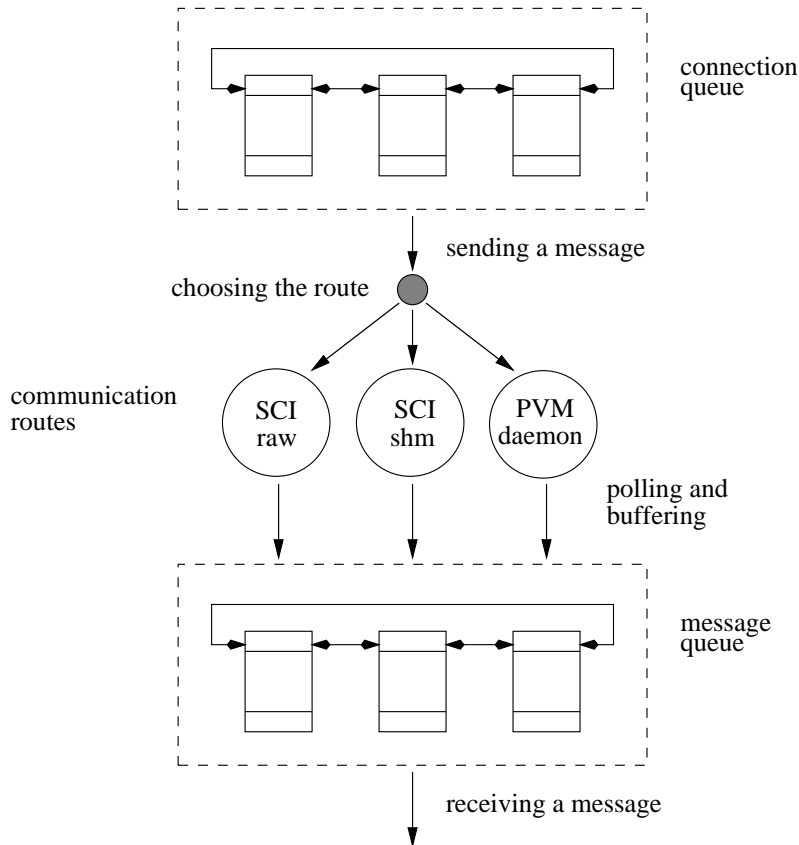 connection
queue
sending a message
choosing the route
communication
routes
SCI
raw
SCI
shm
PVM
daemon
polling and
buffering
message
queue
receiving a message